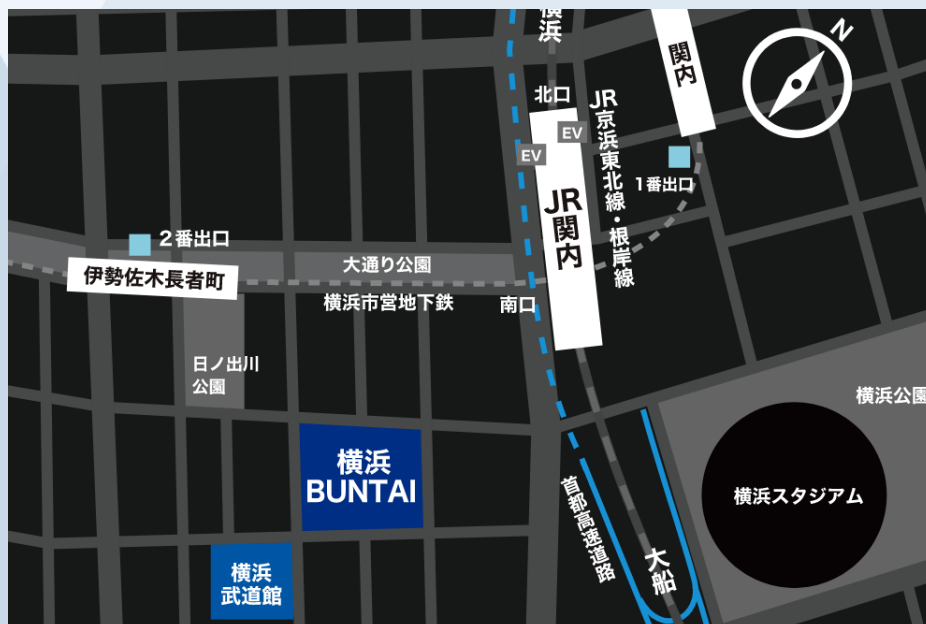 横浜
N
関内
北口
EV
EV
JR京浜東北線・根岸線
1番出口
JR関内
2番出口
伊勢佐木長者町
大通り公園
横浜市営地下鉄
南口
日ノ出川
公園
横浜公園
横浜
BUNTAI
横浜スタジアム
首都高速道路
大船
横浜
武道館